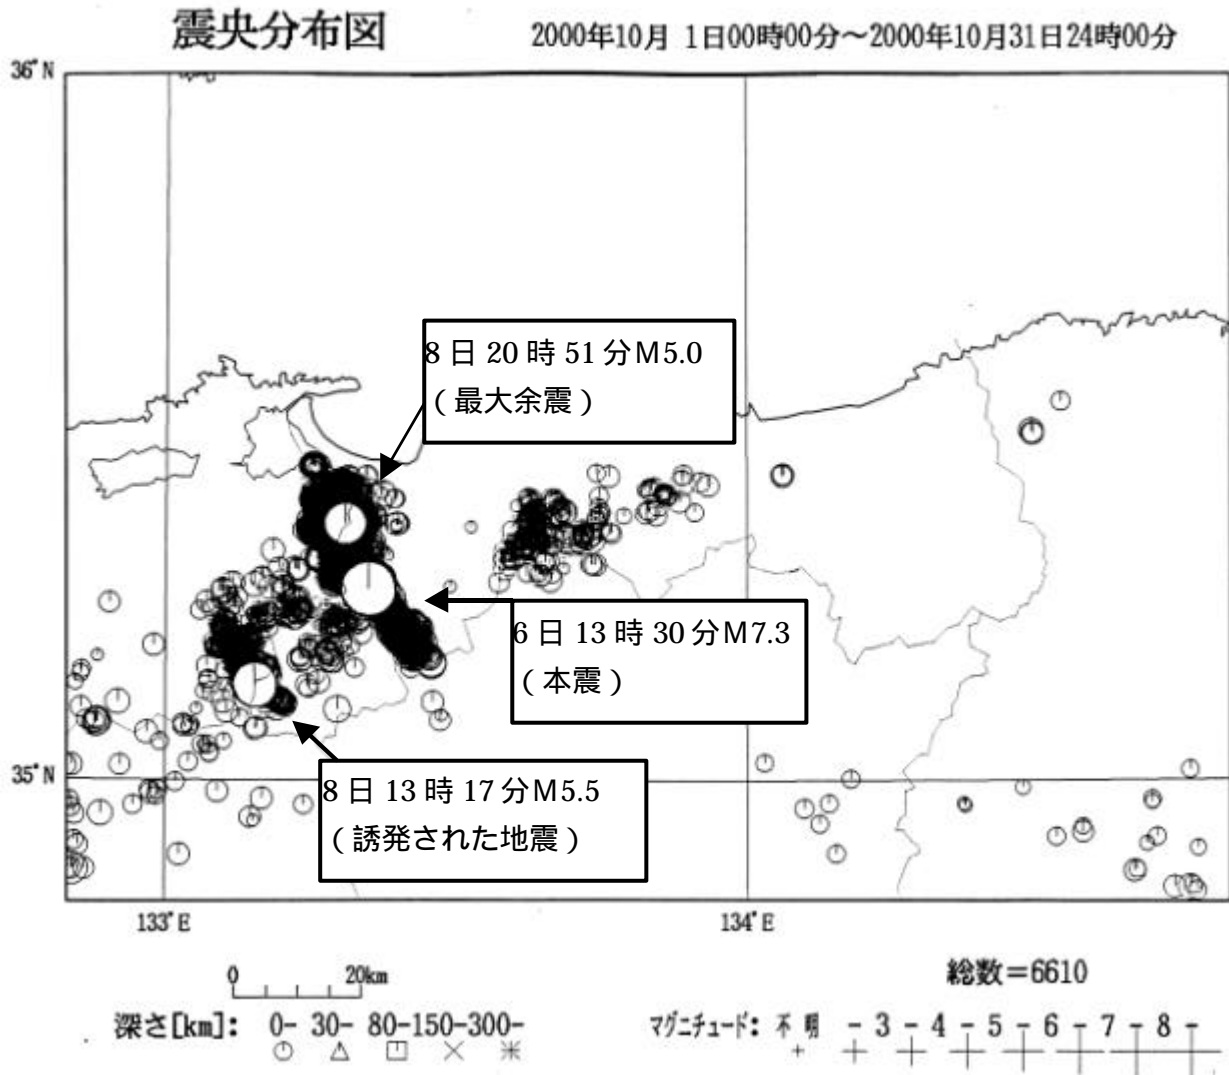 震央分布図
2000年10月 1日00時00分～2000年10月31日24時00分
36°N
8日20時51分M5.0
（最大余震）
6日13時30分M7.3
（本震）
35°N
8日13時17分M5.5
（誘発された地震）
133°E
134°E
0 20km
総数=6610
深さ[km]: 0- 30- 80-150-300-
マグニチュード: 不明 - 3 - 4 - 5 - 6 - 7 - 8 -